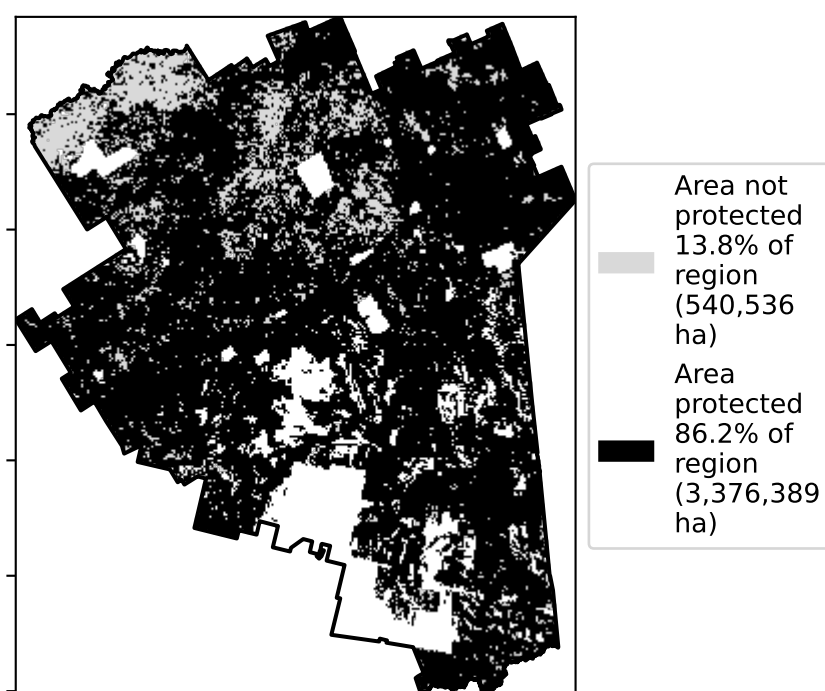 Area not
protected
13.8% of
region
(540,536
ha)
Area
protected
86.2% of
region
(3,376,389
ha)